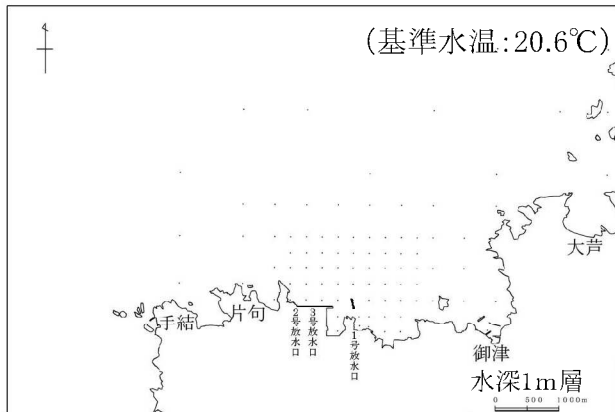 (基準水温:20.6℃)
大芦
手結
片句
2号放水口
3号放水口
1号放水口
御津
水深1m層
0 500 1000m